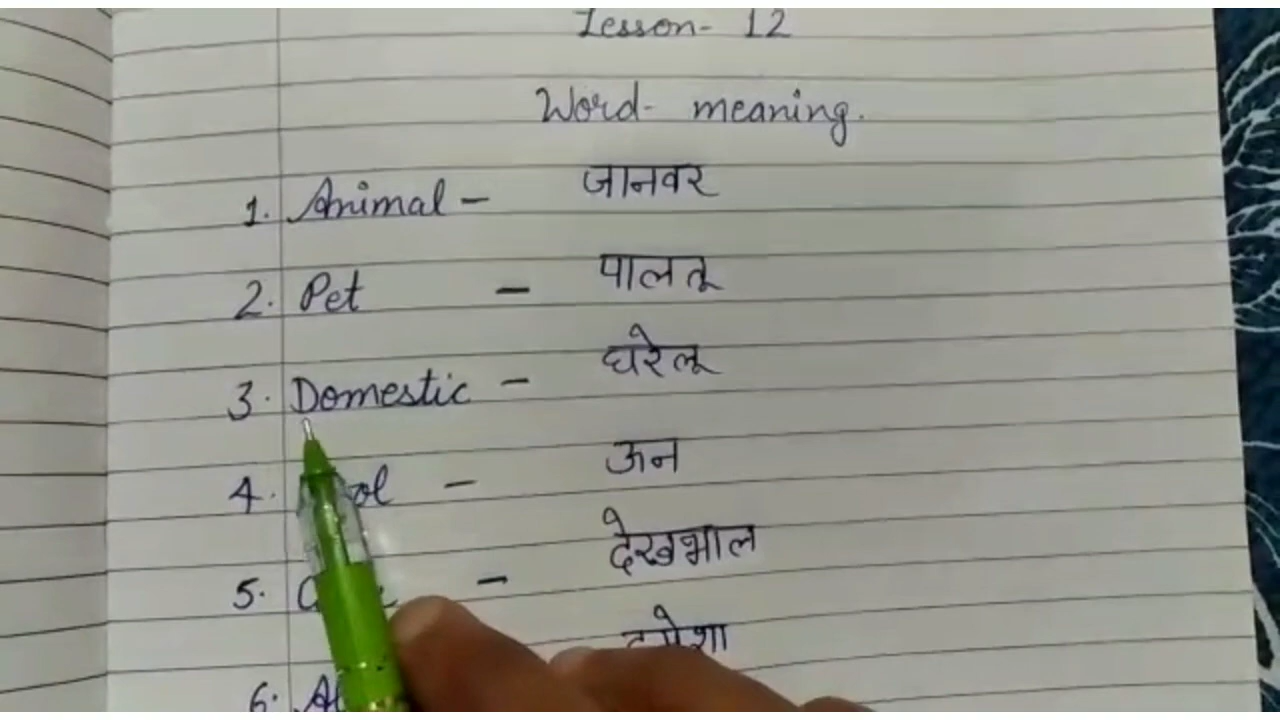 Lesson- 12
Word- meaning.
1. Animal - जानवर
2. Pet - पालतू
3. Domestic - घरेलू
4. - ऊन
5. - देखभाल
6.